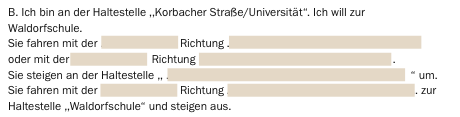 B. Ich bin an der Haltestelle ,,Korbacher Straße/Universität“. Ich will zur
Waldorfschule.
Sie fahren mit der Richtung .
oder mit der Richtung .
Sie steigen an der Haltestelle ,, . “ um.
Sie fahren mit der Richtung . zur
Haltestelle ,,Waldorfschule“ und steigen aus.